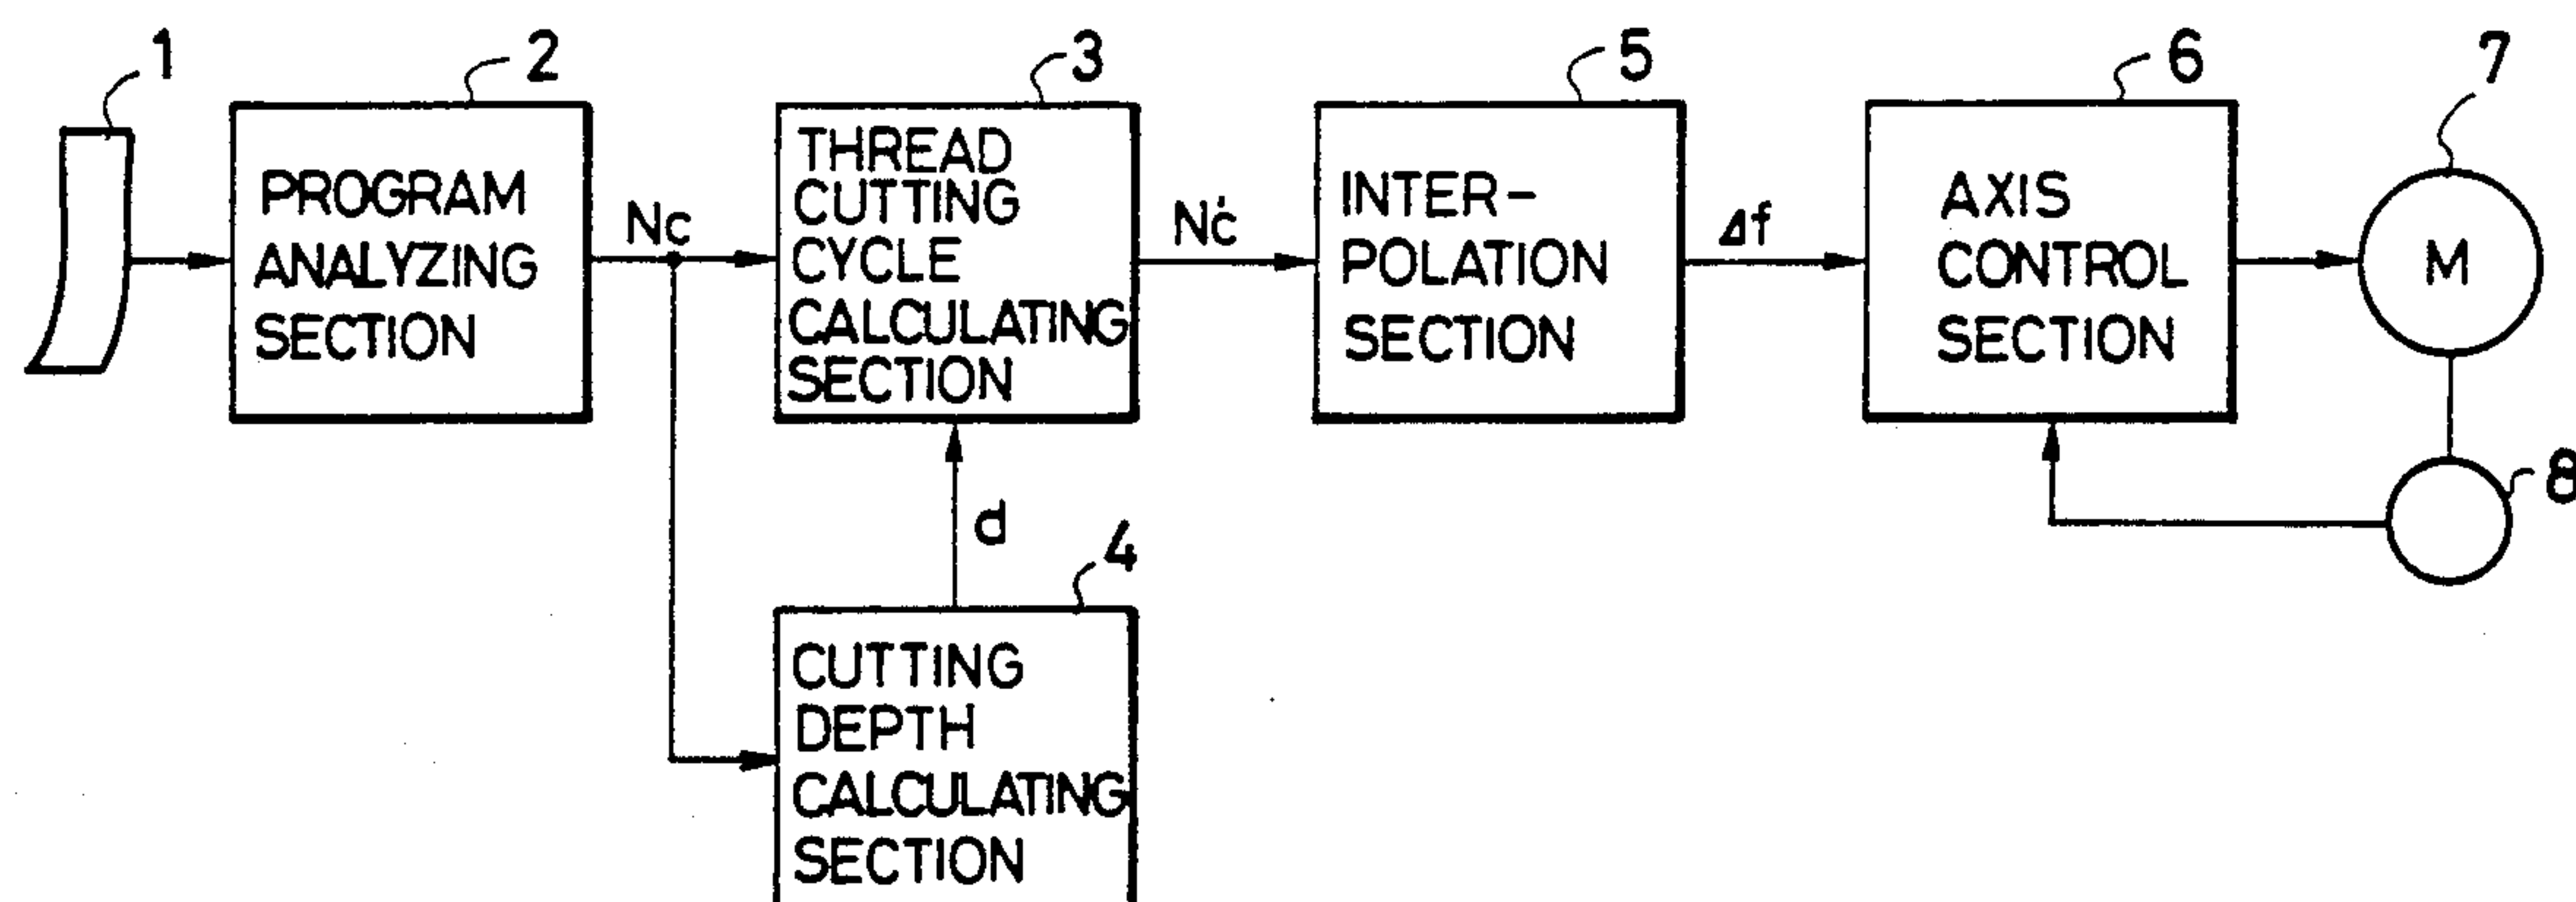 1
2
3
5
6
7
PROGRAM
ANALYZING
SECTION
Nc
THREAD
CUTTING
CYCLE
CALCULATING
SECTION
Nc'
INTER-
POLATION
SECTION
Δf
AXIS
CONTROL
SECTION
M
8
d
4
CUTTING
DEPTH
CALCULATING
SECTION